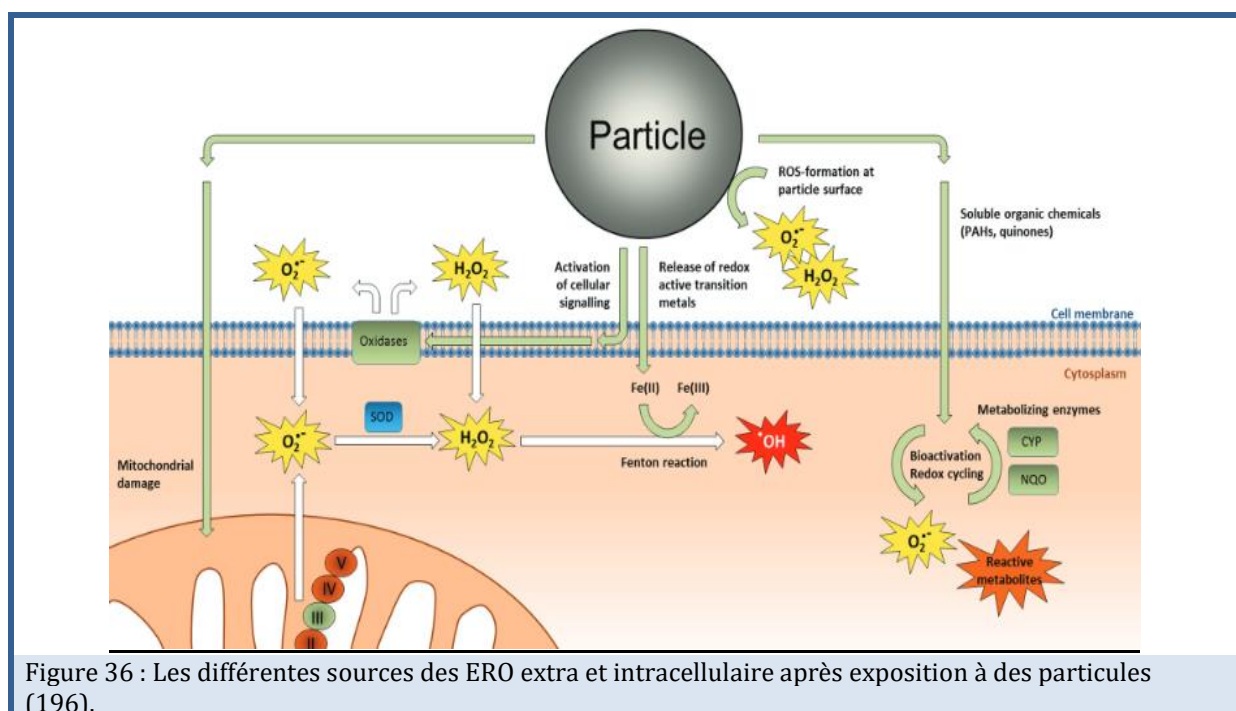 Particle
ROS-formation at
particle surface
O₂•⁻
H₂O₂
Soluble organic chemicals
(PAHs, quinones)
O₂•⁻
H₂O₂
Activation
of cellular
signalling
Release of redox
active transition
metals
Cell membrane
Oxidases
Cytoplasm
Fe(II) Fe(III)
Metabolizing enzymes
SOD
CYP
O₂•⁻
H₂O₂
•OH
Bioactivation
Redox cycling
Fenton reaction
NQO
Mitochondrial
damage
O₂•⁻
Reactive
metabolites
V
IV
III
II
Figure 36 : Les différentes sources des ERO extra et intracellulaire après exposition à des particules
(196).